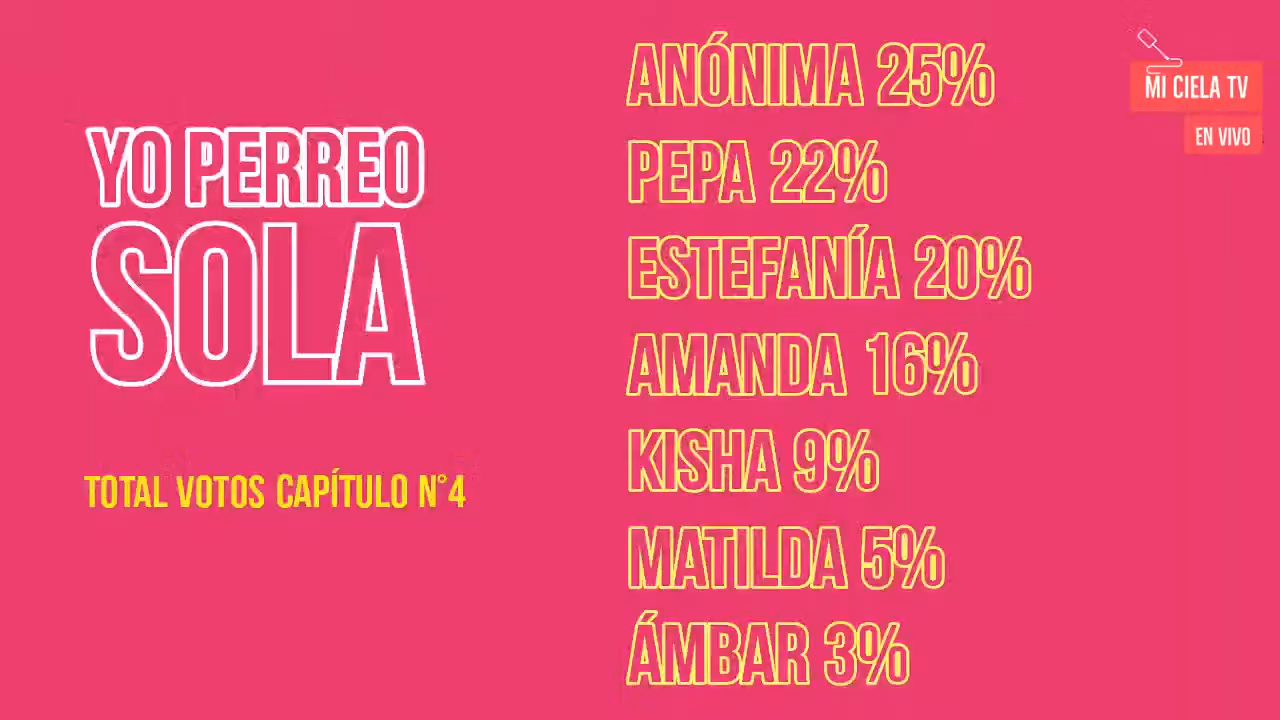 YO PERREO
SOLA
TOTAL VOTOS CAPÍTULO N°4
ANÓNIMA 25%
PEPA 22%
ESTEFANÍA 20%
AMANDA 16%
KISHA 9%
MATILDA 5%
ÁMBAR 3%
MI CIELA TV
EN VIVO